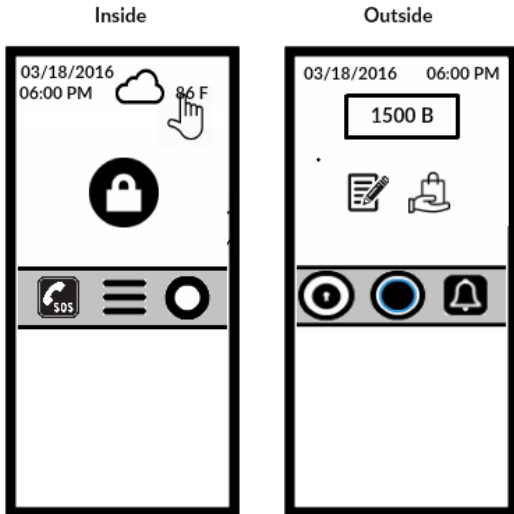 Inside
03/18/2016
06:00 PM
86 F
SOS
Outside
03/18/2016 06:00 PM
1500 B